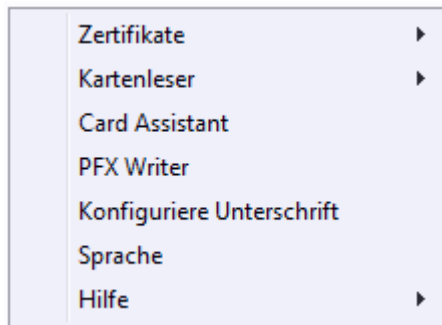 Zertifikate
Kartenleser
Card Assistant
PFX Writer
Konfiguriere Unterschrift
Sprache
Hilfe